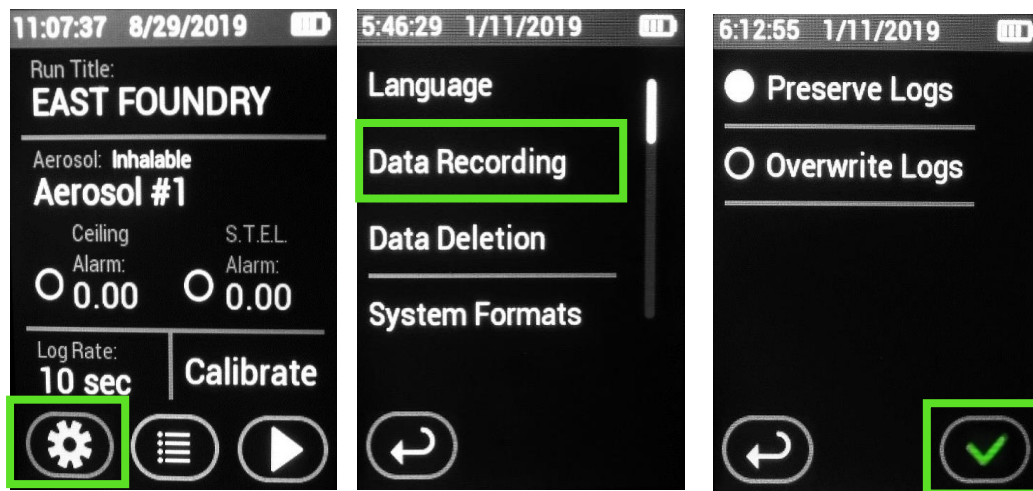 11:07:37 8/29/2019
Run Title:
EAST FOUNDRY
Aerosol: Inhalable
Aerosol #1
Ceiling S.T.E.L.
Alarm: Alarm:
0.00 0.00
Log Rate:
10 sec Calibrate
5:46:29 1/11/2019
Language
Data Recording
Data Deletion
System Formats
6:12:55 1/11/2019
Preserve Logs
Overwrite Logs